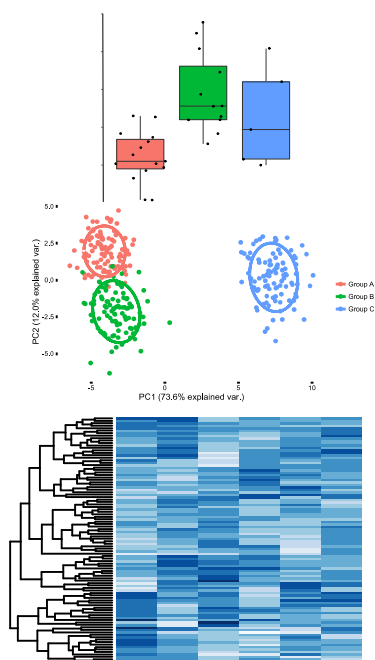 5.0
2.5
0.0
-2.5
-5.0
PC2 (12.0% explained var.)
-5
0
5
10
PC1 (73.6% explained var.)
Group A
Group B
Group C